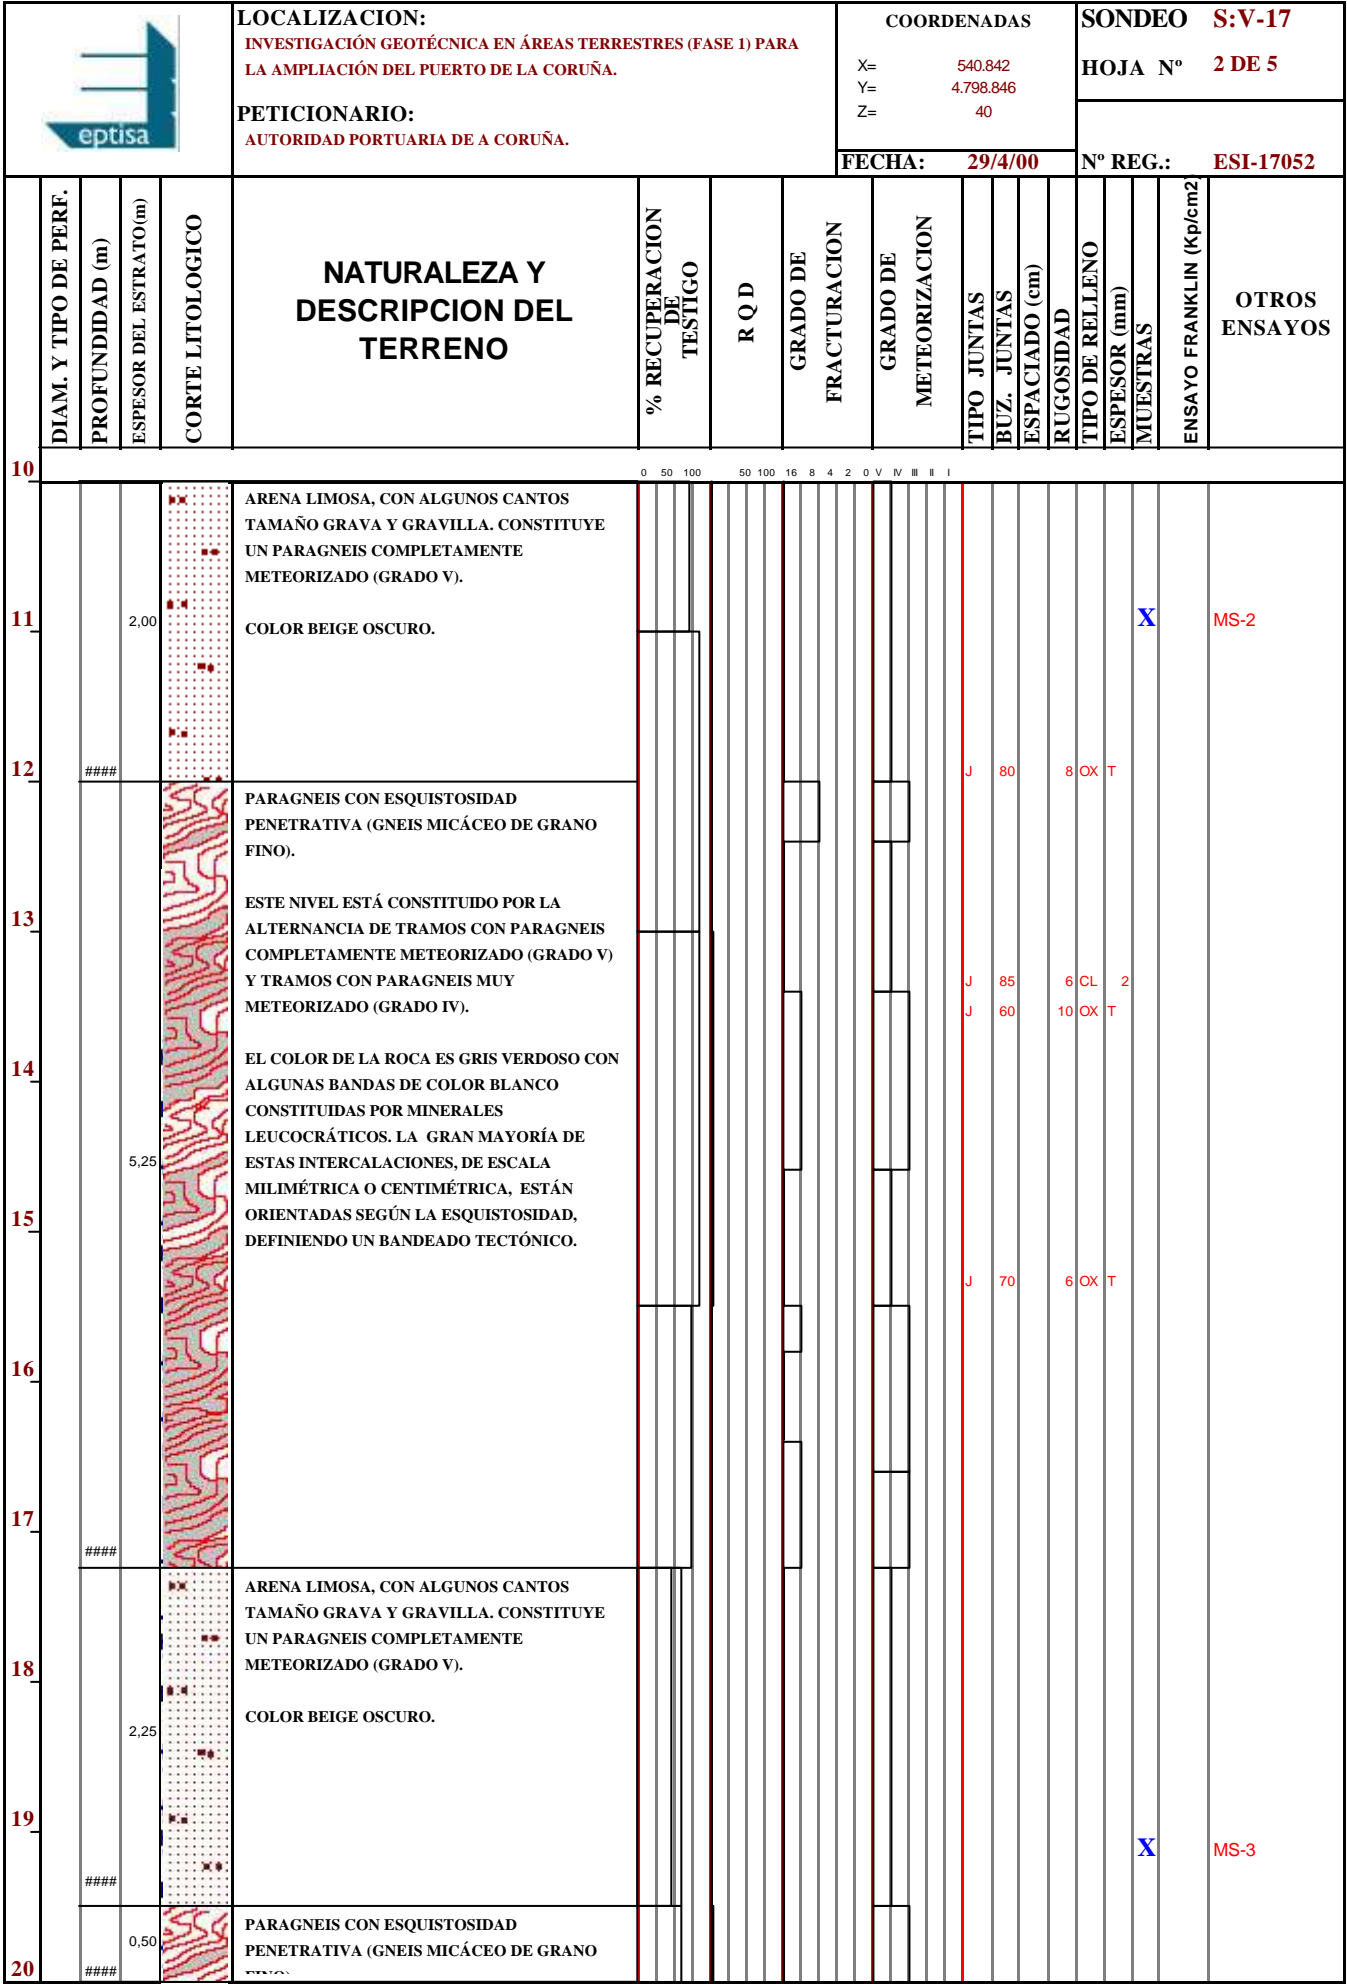 eptisa
LOCALIZACION:
INVESTIGACIÓN GEOTÉCNICA EN ÁREAS TERRESTRES (FASE 1) PARA
LA AMPLIACIÓN DEL PUERTO DE LA CORUÑA.
PETICIONARIO:
AUTORIDAD PORTUARIA DE A CORUÑA.
COORDENADAS
X= 540.842
Y= 4.798.846
Z= 40
FECHA: 29/4/00
SONDEO S:V-17
HOJA Nº 2 DE 5
Nº REG.: ESI-17052
DIAM. Y TIPO DE PERF.
PROFUNDIDAD (m)
ESPESOR DEL ESTRATO(m)
CORTE LITOLOGICO
NATURALEZA Y
DESCRIPCION DEL
TERRENO
% RECUPERACION
DE
TESTIGO
R Q D
GRADO DE
FRACTURACION
GRADO DE
METEORIZACION
TIPO JUNTAS
BUZ. JUNTAS
ESPACIADO (cm)
RUGOSIDAD
TIPO DE RELLENO
ESPESOR (mm)
MUESTRAS
ENSAYO FRANKLIN (Kp/cm2)
OTROS
ENSAYOS
10
0 50 100 50 100 16 8 4 2 0 V IV III II I
ARENA LIMOSA, CON ALGUNOS CANTOS
TAMAÑO GRAVA Y GRAVILLA. CONSTITUYE
UN PARAGNEIS COMPLETAMENTE
METEORIZADO (GRADO V).
11
2,00
COLOR BEIGE OSCURO.
X MS-2
12
####
J 80 8 OX T
PARAGNEIS CON ESQUISTOSIDAD
PENETRATIVA (GNEIS MICÁCEO DE GRANO
FINO).
13
ESTE NIVEL ESTÁ CONSTITUIDO POR LA
ALTERNANCIA DE TRAMOS CON PARAGNEIS
COMPLETAMENTE METEORIZADO (GRADO V)
Y TRAMOS CON PARAGNEIS MUY
METEORIZADO (GRADO IV).
J 85 6 CL 2
J 60 10 OX T
14
EL COLOR DE LA ROCA ES GRIS VERDOSO CON
ALGUNAS BANDAS DE COLOR BLANCO
CONSTITUIDAS POR MINERALES
LEUCOCRÁTICOS. LA GRAN MAYORÍA DE
ESTAS INTERCALACIONES, DE ESCALA
MILIMÉTRICA O CENTIMÉTRICA, ESTÁN
ORIENTADAS SEGÚN LA ESQUISTOSIDAD,
DEFINIENDO UN BANDEADO TECTÓNICO.
5,25
15
J 70 6 OX T
16
17
####
ARENA LIMOSA, CON ALGUNOS CANTOS
TAMAÑO GRAVA Y GRAVILLA. CONSTITUYE
UN PARAGNEIS COMPLETAMENTE
METEORIZADO (GRADO V).
18
COLOR BEIGE OSCURO.
2,25
19
X MS-3
####
PARAGNEIS CON ESQUISTOSIDAD
PENETRATIVA (GNEIS MICÁCEO DE GRANO
0,50
20
####